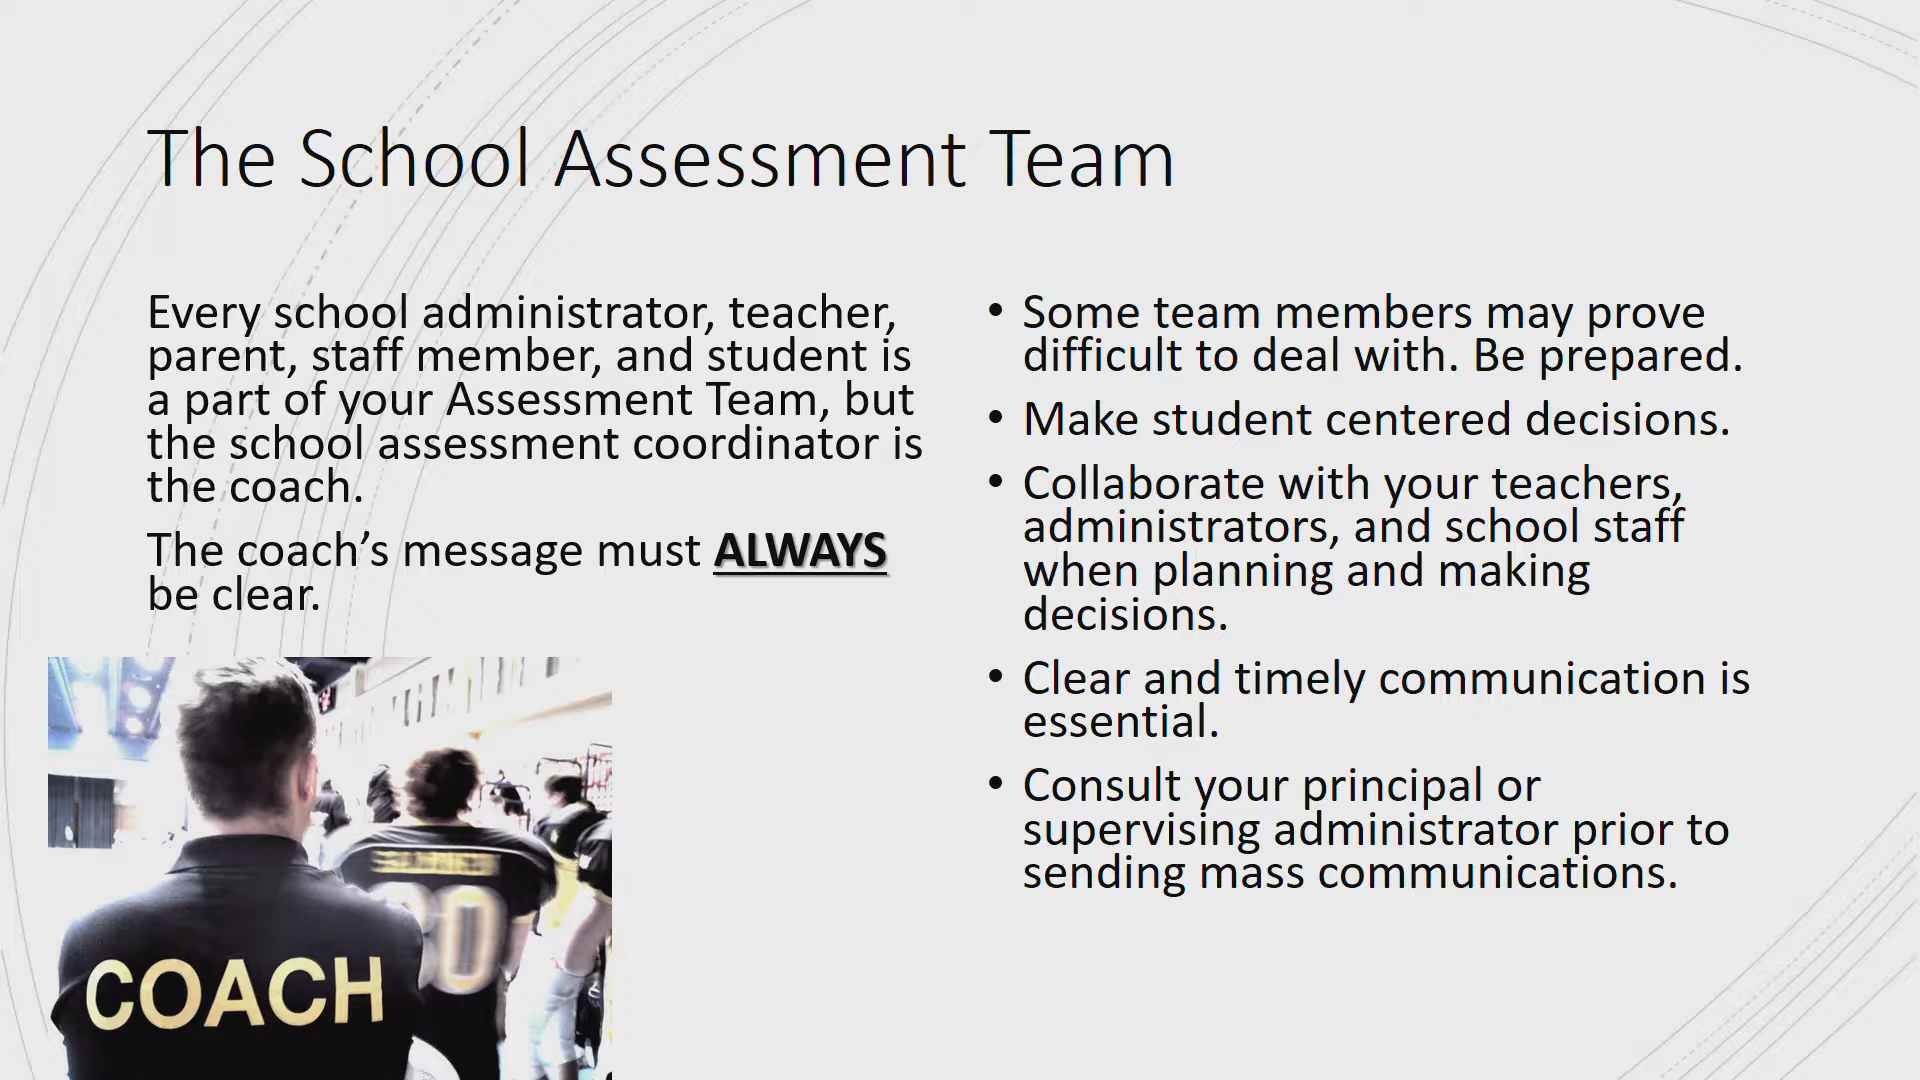 The School Assessment Team
Every school administrator, teacher,
parent, staff member, and student is
a part of your Assessment Team, but
the school assessment coordinator is
the coach.
The coach’s message must ALWAYS
be clear.
• Some team members may prove
difficult to deal with. Be prepared.
• Make student centered decisions.
• Collaborate with your teachers,
administrators, and school staff
when planning and making
decisions.
• Clear and timely communication is
essential.
• Consult your principal or
supervising administrator prior to
sending mass communications.
COACH